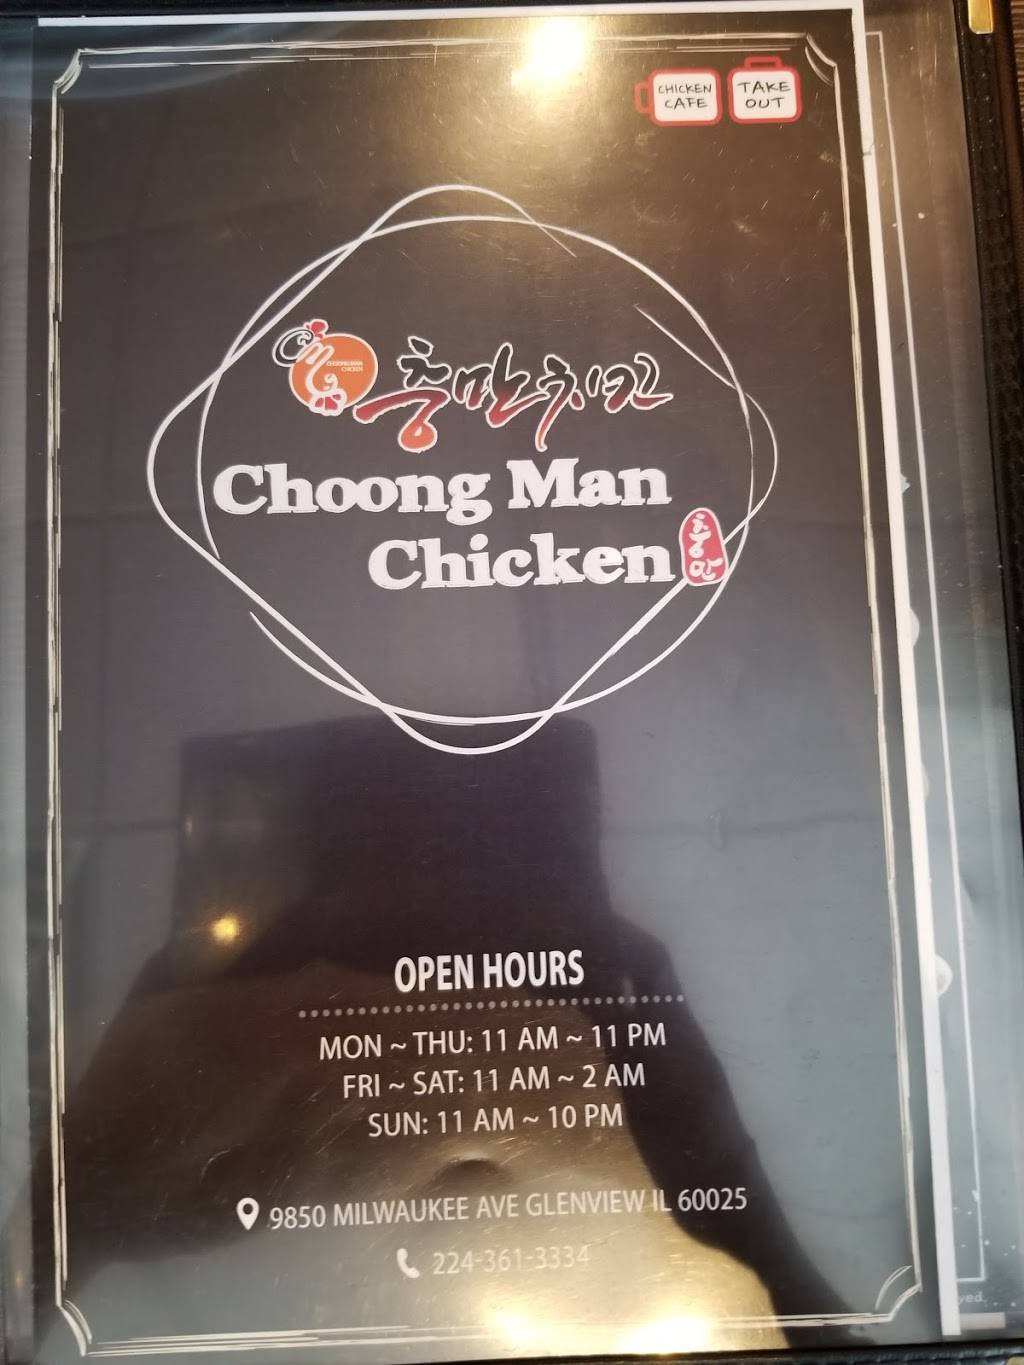 CHICKEN CAFE
TAKE OUT
CHOONGMAN
CHICKEN
충만치킨
Choong Man
Chicken
충만
OPEN HOURS
MON ~ THU: 11 AM ~ 11 PM
FRI ~ SAT: 11 AM ~ 2 AM
SUN: 11 AM ~ 10 PM
9850 MILWAUKEE AVE GLENVIEW IL 60025
224-361-3334